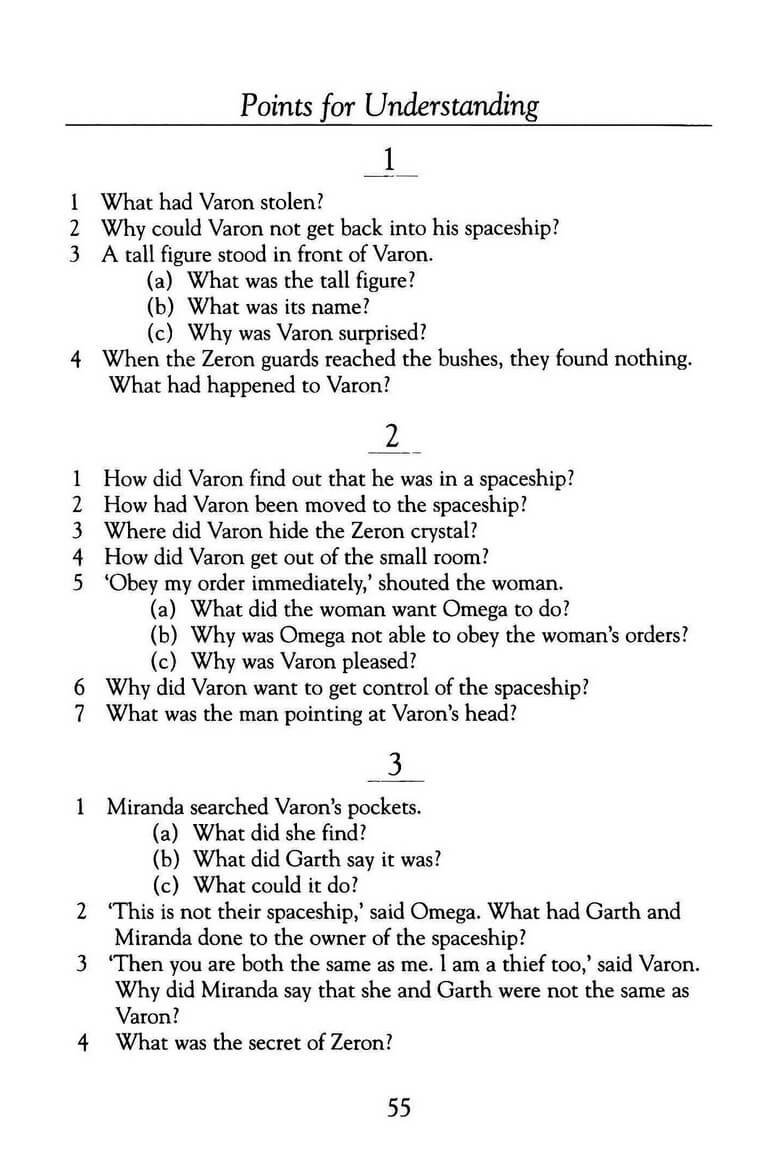 Points for Understanding
1
1 What had Varon stolen?
2 Why could Varon not get back into his spaceship?
3 A tall figure stood in front of Varon.
(a) What was the tall figure?
(b) What was its name?
(c) Why was Varon surprised?
4 When the Zeron guards reached the bushes, they found nothing.
What had happened to Varon?
2
1 How did Varon find out that he was in a spaceship?
2 How had Varon been moved to the spaceship?
3 Where did Varon hide the Zeron crystal?
4 How did Varon get out of the small room?
5 ‘Obey my order immediately,’ shouted the woman.
(a) What did the woman want Omega to do?
(b) Why was Omega not able to obey the woman’s orders?
(c) Why was Varon pleased?
6 Why did Varon want to get control of the spaceship?
7 What was the man pointing at Varon’s head?
3
1 Miranda searched Varon’s pockets.
(a) What did she find?
(b) What did Garth say it was?
(c) What could it do?
2 ‘This is not their spaceship,’ said Omega. What had Garth and
Miranda done to the owner of the spaceship?
3 ‘Then you are both the same as me. I am a thief too,’ said Varon.
Why did Miranda say that she and Garth were not the same as
Varon?
4 What was the secret of Zeron?
55